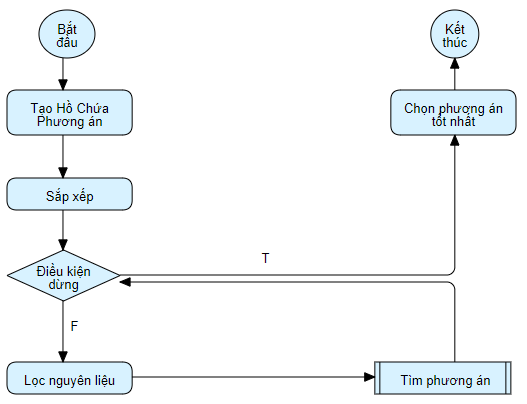 Bắt
đầu
Kết
thúc
Tạo Hồ Chứa
Phương án
Chọn phương án
tốt nhất
Sắp xếp
Điều kiện
dừng
T
F
Lọc nguyên liệu
Tìm phương án